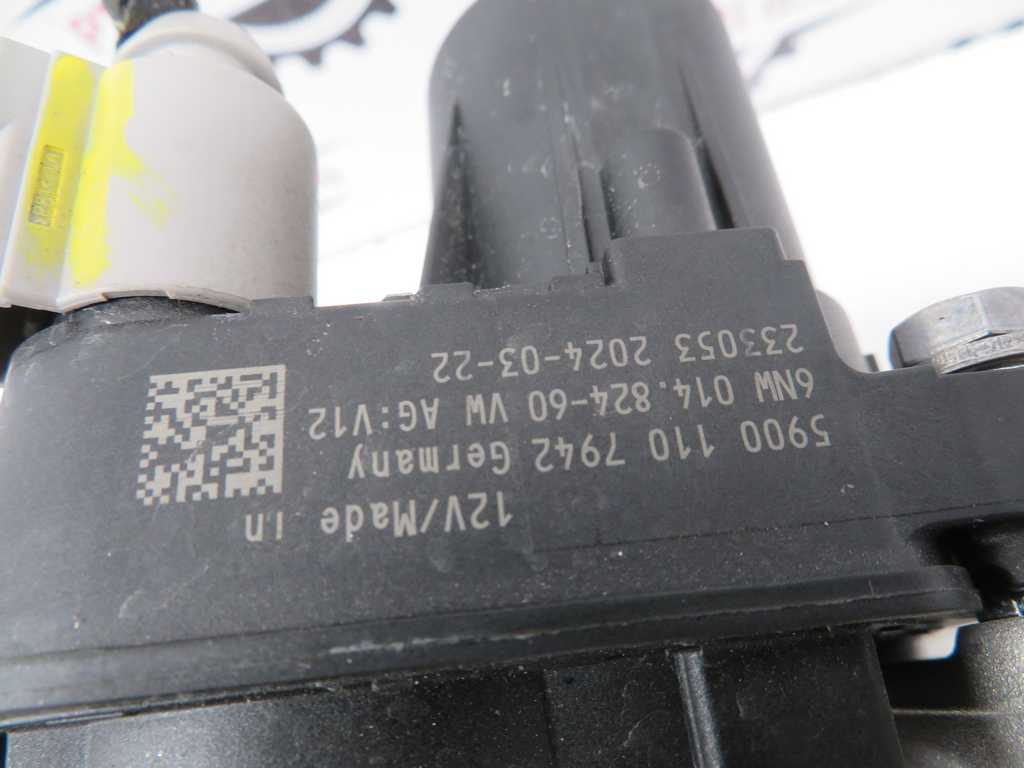 12V/Made in
5900 110 7942 Germany
6NW 014.824-60 VW AG:V12
233053 2024-03-22